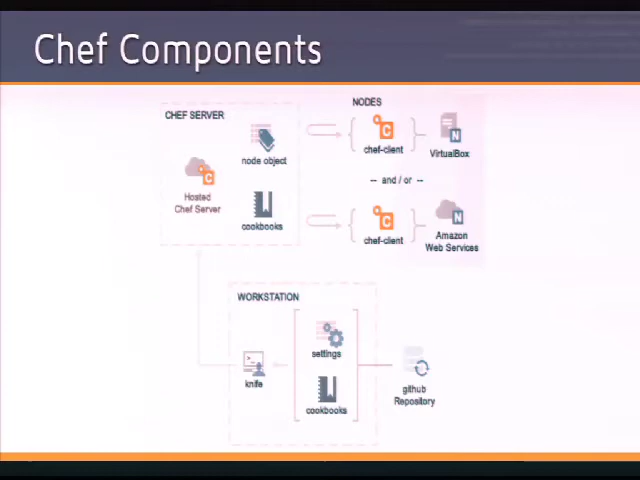 Chef Components
CHEF SERVER
node object
Hosted
Chef Server
cookbooks
NODES
C
chef-client
N
VirtualBox
-- and / or --
C
chef-client
N
Amazon
Web Services
C
WORKSTATION
settings
knife
cookbooks
github
Repository